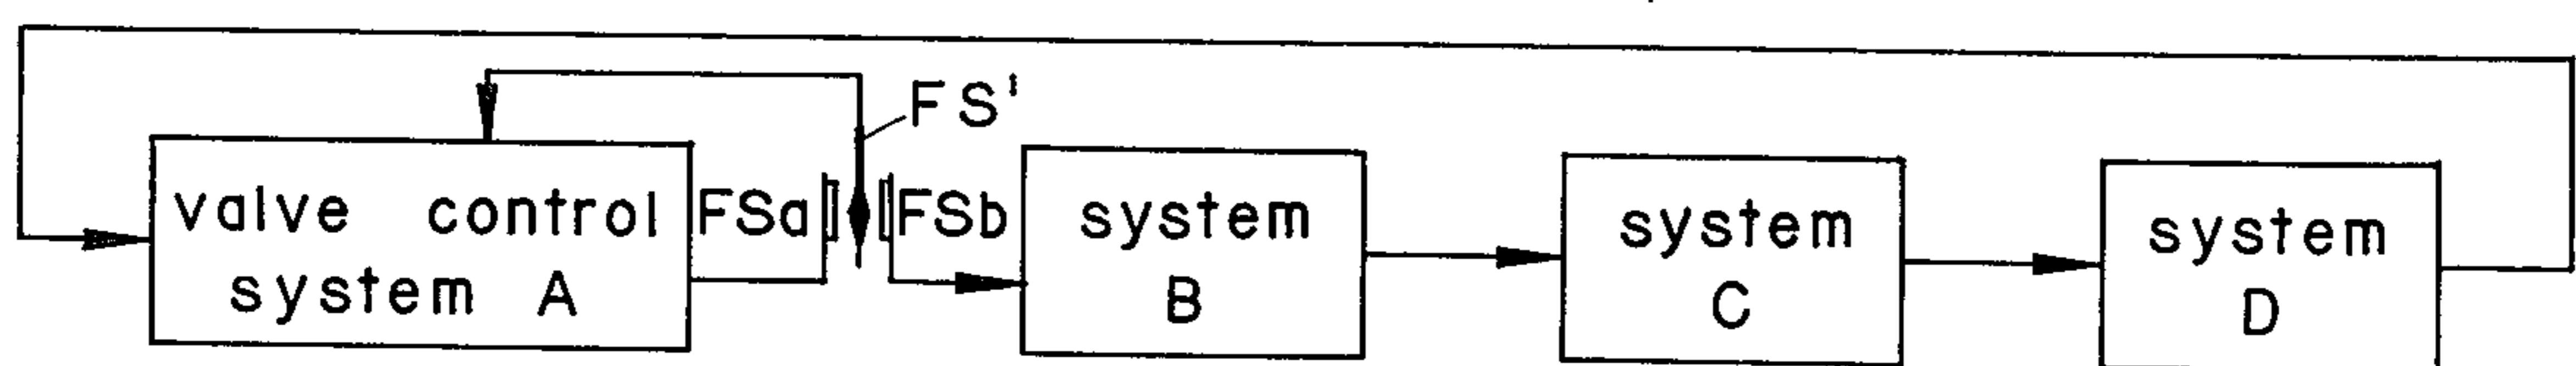 FS'
valve control
system A
FSa
FSb
system
B
system
C
system
D